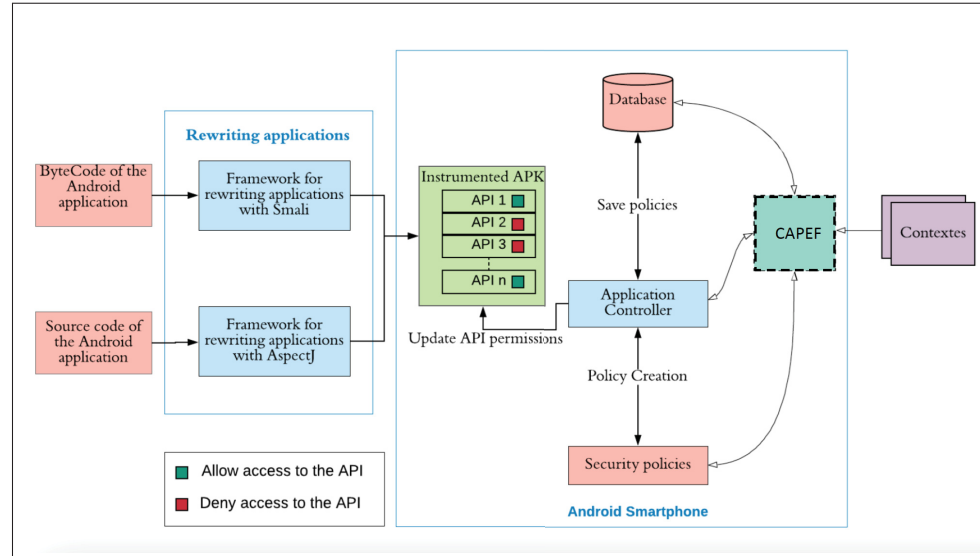 Rewriting applications
ByteCode of the
Android
application
Framework for
rewriting applications
with Smali
Source code of
the Android
application
Framework for
rewriting applications
with AspectJ
Allow access to the API
Deny access to the API
Instrumented APK
API 1
API 2
API 3
API n
Update API permissions
Database
Save policies
Application
Controller
Policy Creation
Security policies
Android Smartphone
CAPEF
Contextes